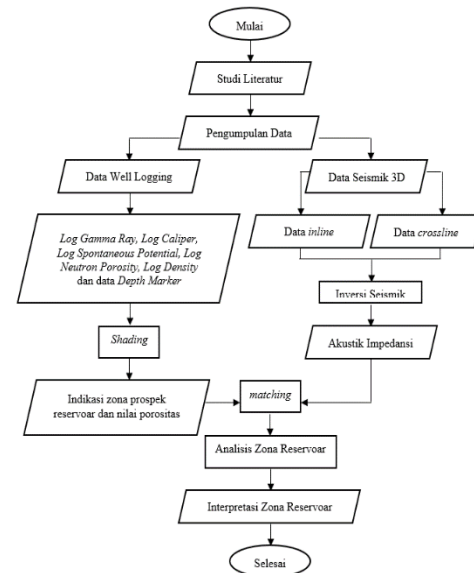 Mulai
Studi Literatur
Pengumpulan Data
Data Well Logging
Data Seismik 3D
Data inline
Data crossline
Log Gamma Ray, Log Caliper,
Log Spontaneous Potential, Log
Neutron Porosity, Log Density
dan data Depth Marker
Inversi Seismik
Shading
Akustik Impedansi
Indikasi zona prospek
reservoar dan nilai porositas
matching
Analisis Zona Reservoar
Interpretasi Zona Reservoar
Selesai